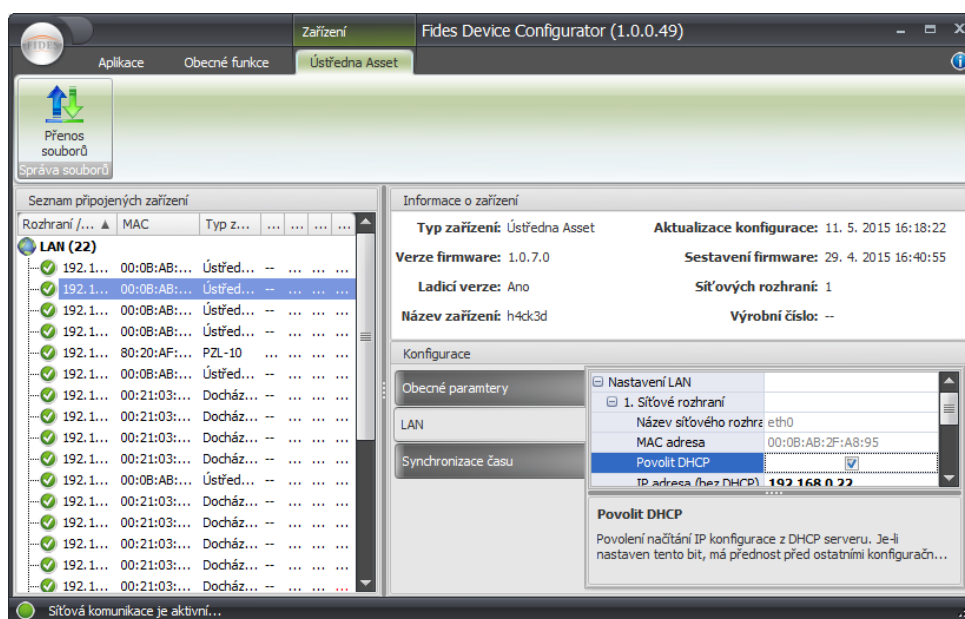 Zařízení
Fides Device Configurator (1.0.0.49)
FIDES
Aplikace
Obecné funkce
Ústředna Asset
Přenos
souborů
Správa souborů
Seznam připojených zařízení
Rozhraní /... MAC Typ z... ... ... ... ...
LAN (22)
192.1... 00:0B:AB:... Ústřed... -- ... ... ...
192.1... 00:0B:AB:... Ústřed... -- ... ... ...
192.1... 00:0B:AB:... Ústřed... -- ... ... ...
192.1... 00:0B:AB:... Ústřed... -- ... ... ...
192.1... 80:20:AF:... PZL-10 ... ... ... ...
192.1... 00:0B:AB:... Ústřed... -- ... ... ...
192.1... 00:21:03:... Docház... -- ... ... ...
192.1... 00:21:03:... Docház... -- ... ... ...
192.1... 00:21:03:... Docház... -- ... ... ...
192.1... 00:21:03:... Docház... -- ... ... ...
192.1... 00:0B:AB:... Ústřed... -- ... ... ...
192.1... 00:21:03:... Docház... -- ... ... ...
192.1... 00:21:03:... Docház... -- ... ... ...
192.1... 00:21:03:... Docház... -- ... ... ...
192.1... 00:21:03:... Docház... -- ... ... ...
192.1... 00:21:03:... Docház... -- ... ... ...
Informace o zařízení
Typ zařízení: Ústředna Asset
Aktualizace konfigurace: 11. 5. 2015 16:18:22
Verze firmware: 1.0.7.0
Sestavení firmware: 29. 4. 2015 16:40:55
Ladicí verze: Ano
Síťových rozhraní: 1
Název zařízení: h4ck3d
Výrobní číslo: --
Konfigurace
Obecné paramtery
LAN
Synchronizace času
Nastavení LAN
1. Síťové rozhraní
Název síťového rozhra eth0
MAC adresa 00:0B:AB:2F:A8:95
Povolit DHCP
IP adresa (bez DHCP) 192.168.0.22
Povolit DHCP
Povolení načítání IP konfigurace z DHCP serveru. Je-li
nastaven tento bit, má přednost před ostatními konfiguračn...
Síťová komunikace je aktivní...